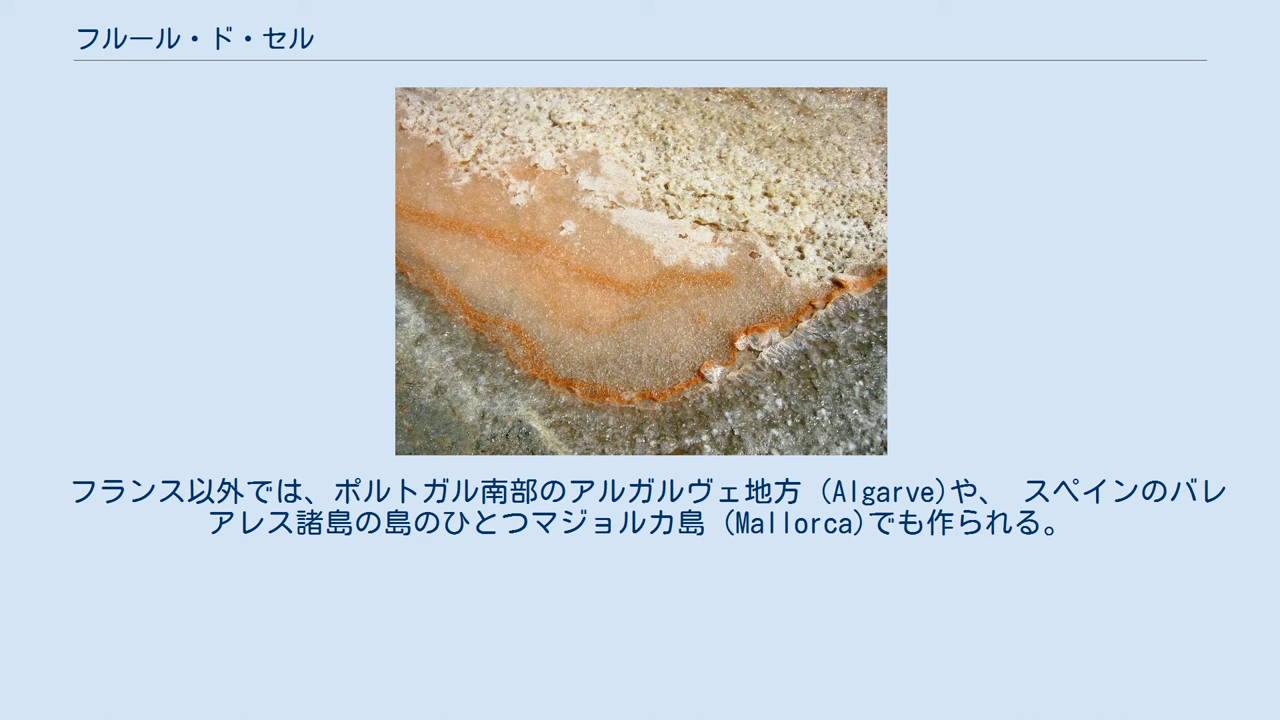 フルール・ド・セル
フランス以外では、ポルトガル南部のアルガルヴェ地方 (Algarve)や、 スペインのバレ
アレス諸島の島のひとつマジョルカ島 (Mallorca)でも作られる。